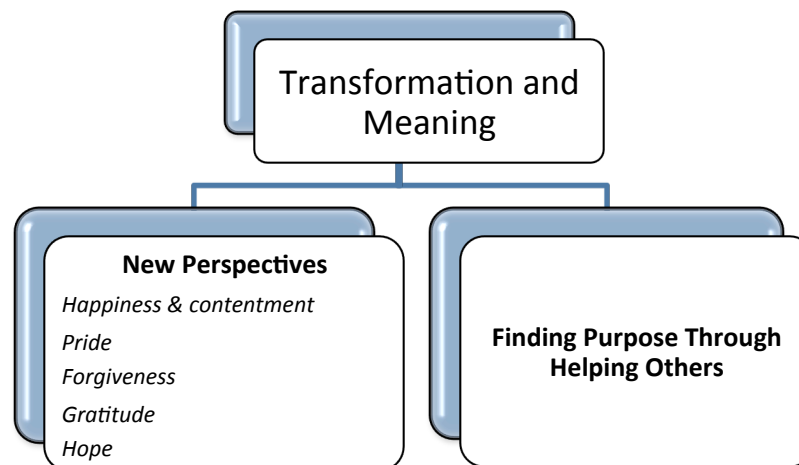 Transformation and
Meaning
New Perspectives
Happiness & contentment
Pride
Forgiveness
Gratitude
Hope
Finding Purpose Through
Helping Others